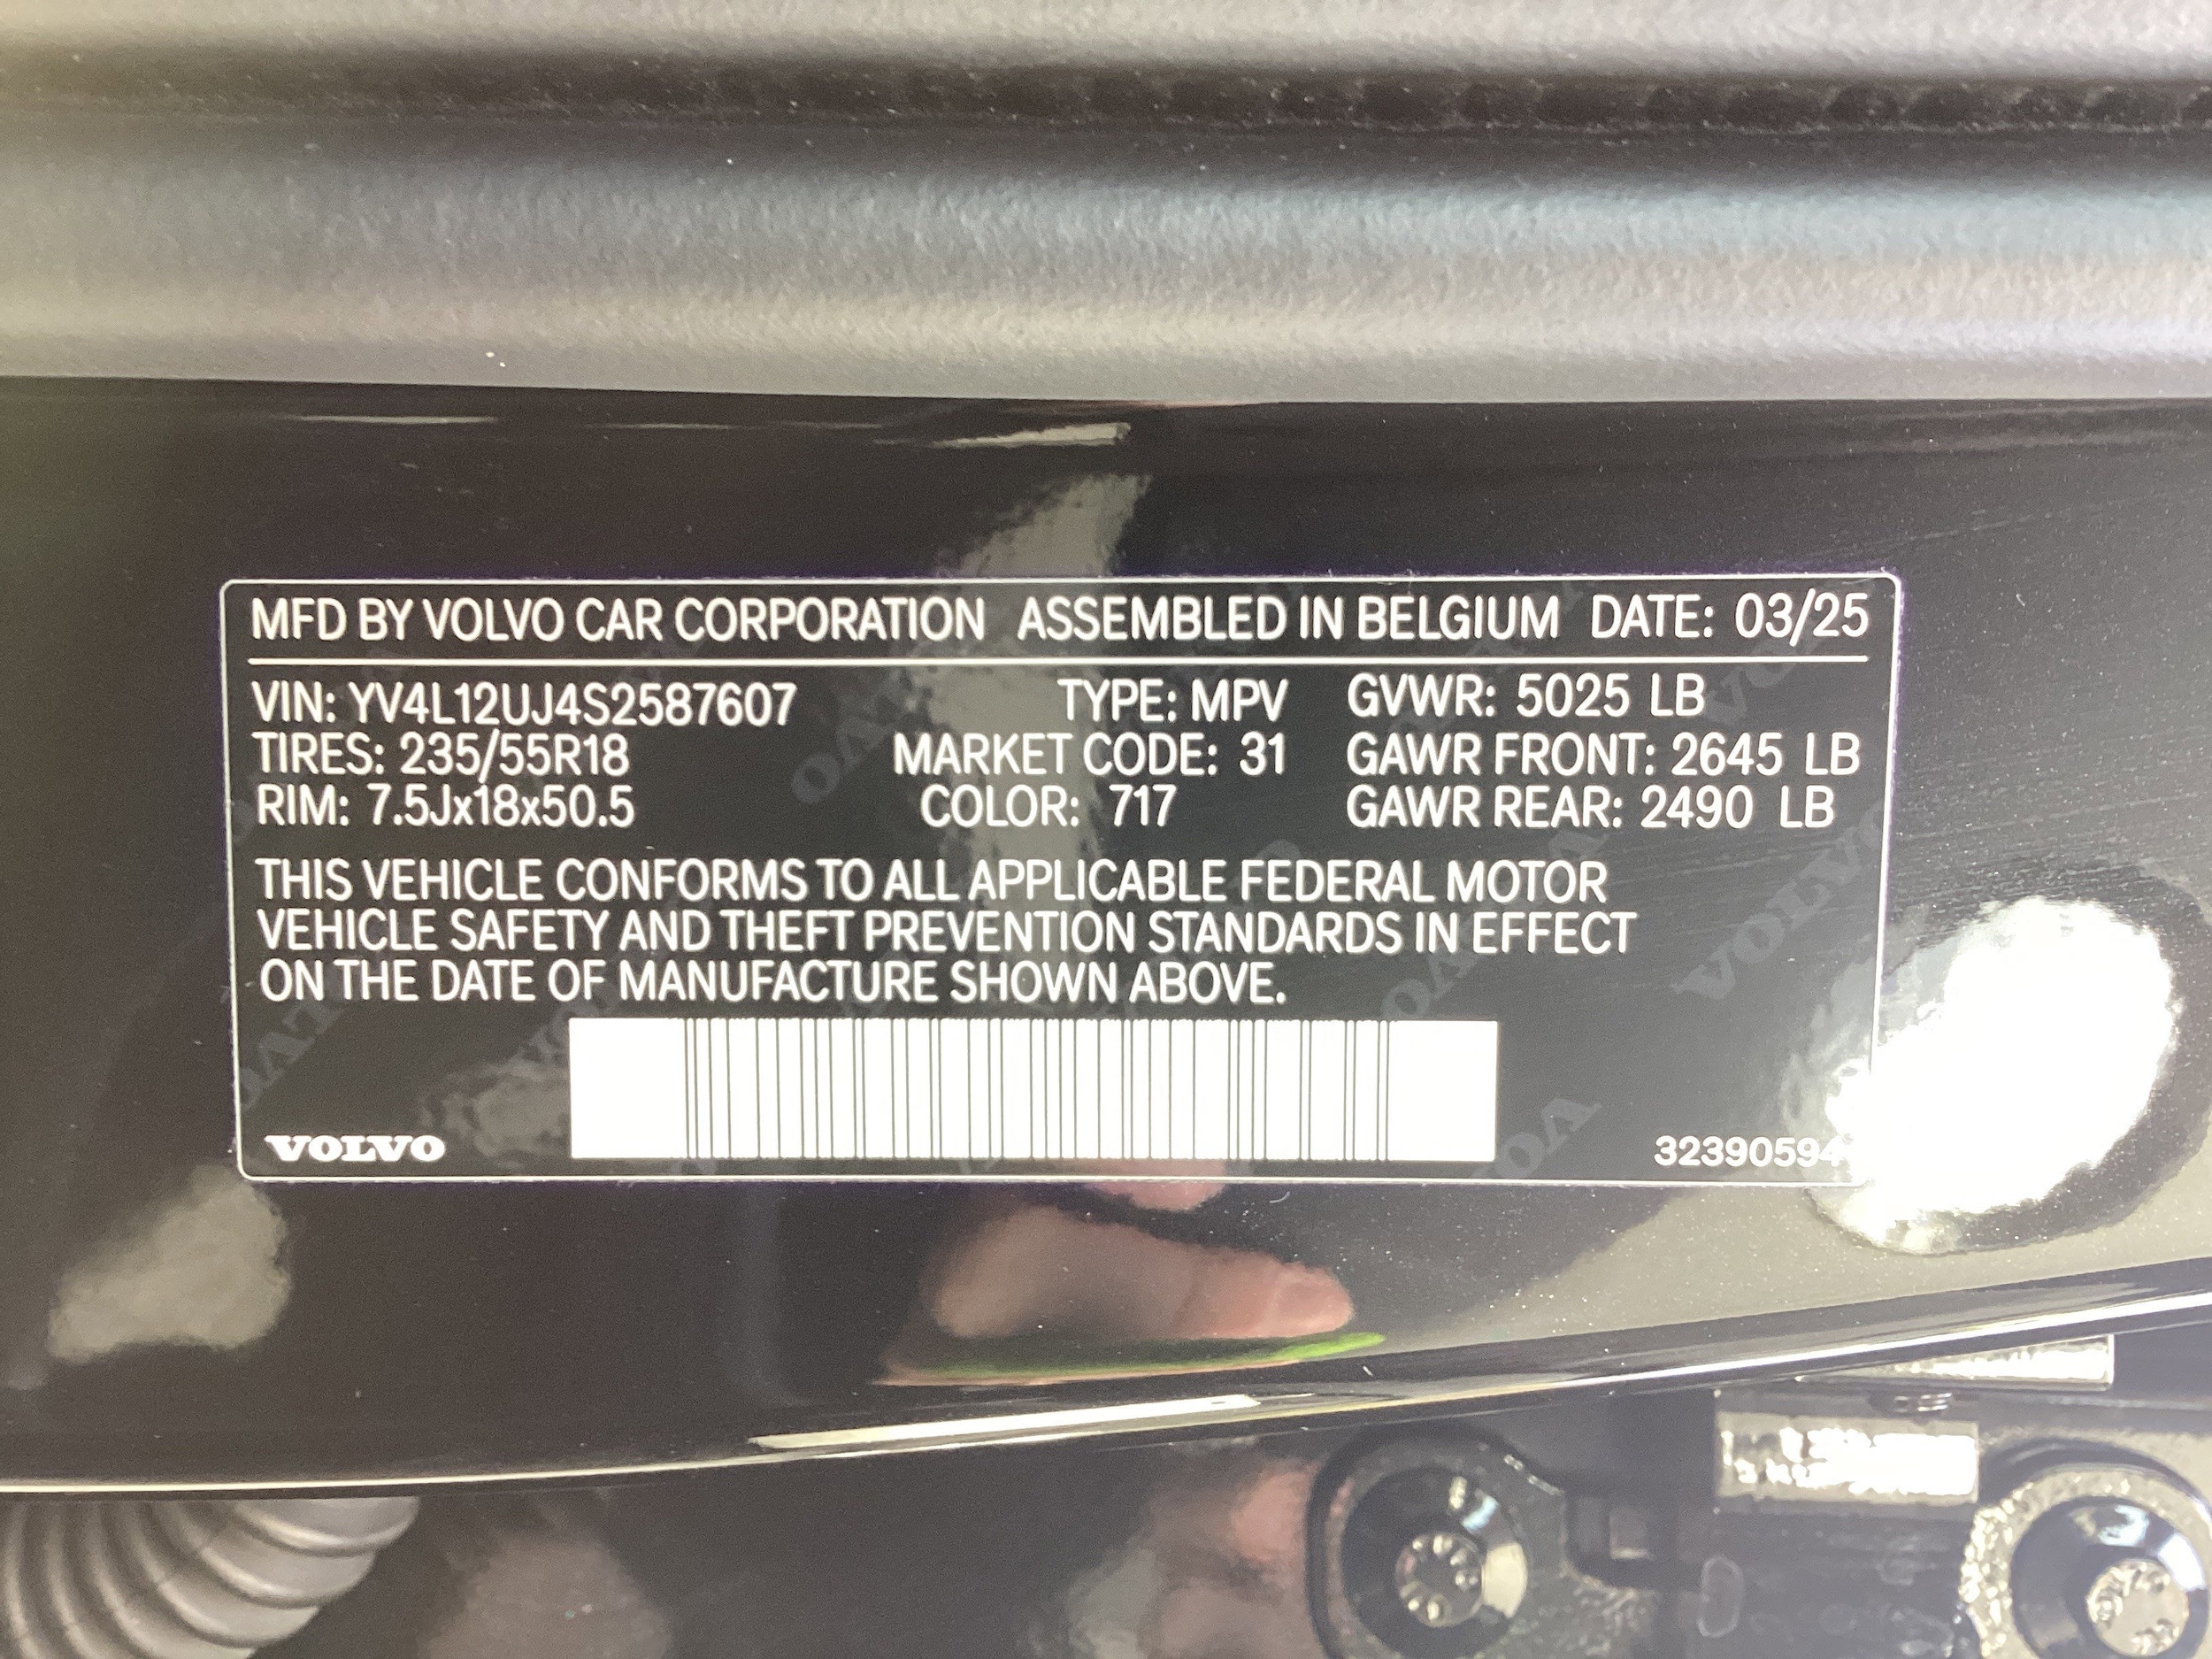 MFD BY VOLVO CAR CORPORATION ASSEMBLED IN BELGIUM DATE: 03/25
VIN: YV4L12UJ4S2587607 TYPE: MPV GVWR: 5025 LB
TIRES: 235/55R18 MARKET CODE: 31 GAWR FRONT: 2645 LB
RIM: 7.5Jx18x50.5 COLOR: 717 GAWR REAR: 2490 LB
THIS VEHICLE CONFORMS TO ALL APPLICABLE FEDERAL MOTOR
VEHICLE SAFETY AND THEFT PREVENTION STANDARDS IN EFFECT
ON THE DATE OF MANUFACTURE SHOWN ABOVE.
VOLVO 32390594